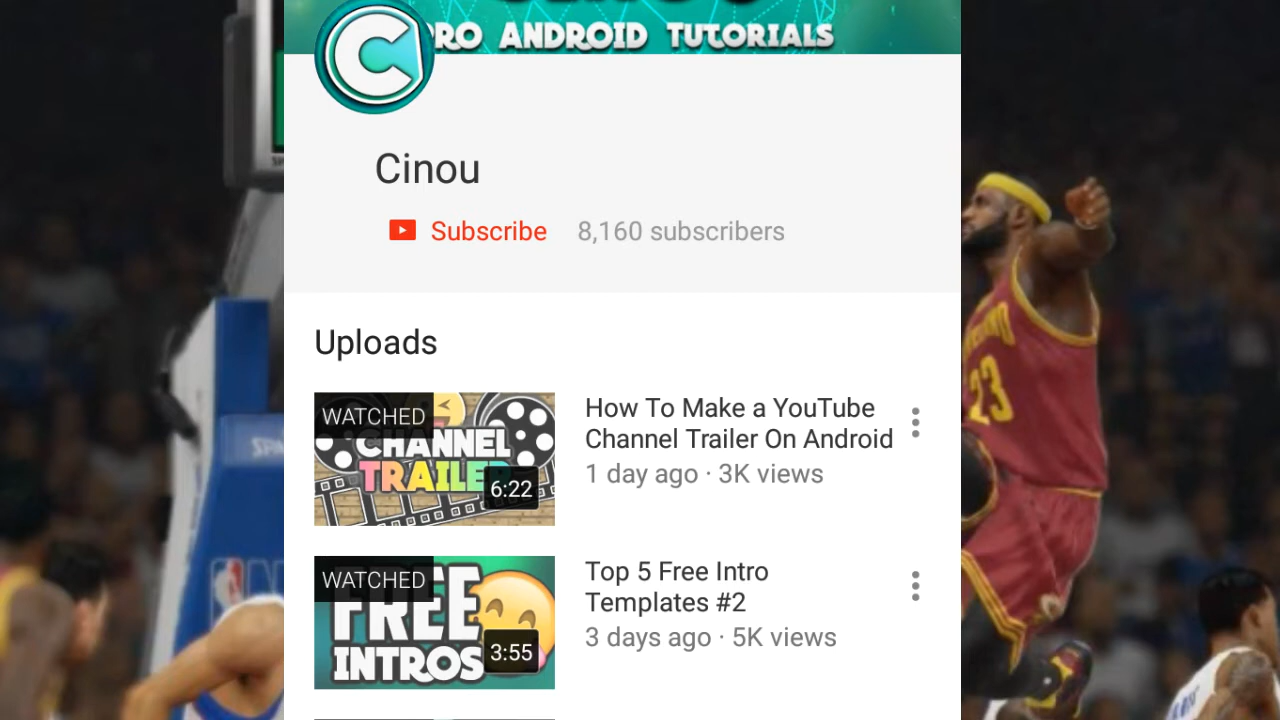 PRO ANDROID TUTORIALS
C
Cinou
Subscribe 8,160 subscribers
Uploads
WATCHED
CHANNEL
TRAILER
6:22
How To Make a YouTube
Channel Trailer On Android
1 day ago · 3K views
WATCHED
FREE
INTROS
3:55
Top 5 Free Intro
Templates #2
3 days ago · 5K views
23